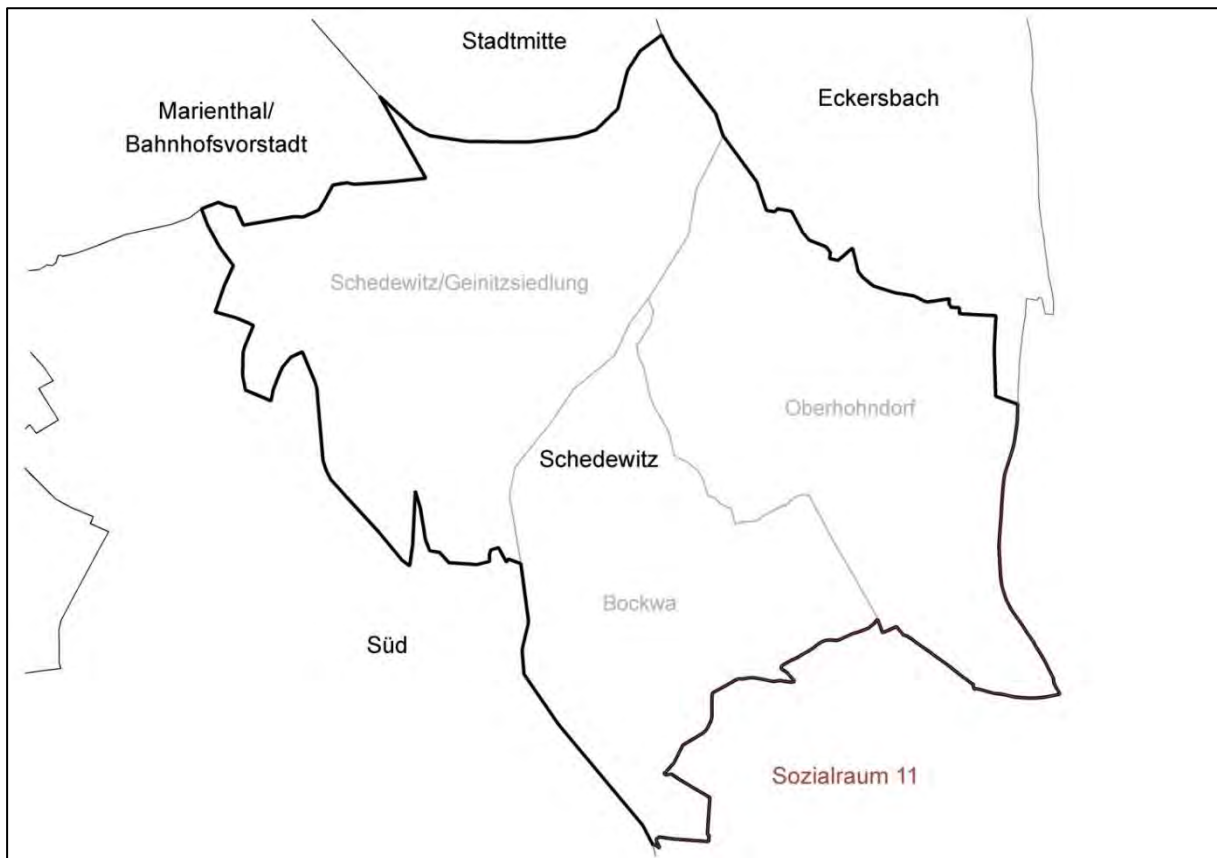 Stadtmitte
Eckersbach
Marienthal/
Bahnhofsvorstadt
Schedewitz/Geinitzsiedlung
Oberhohndorf
Schedewitz
Bockwa
Süd
Sozialraum 11